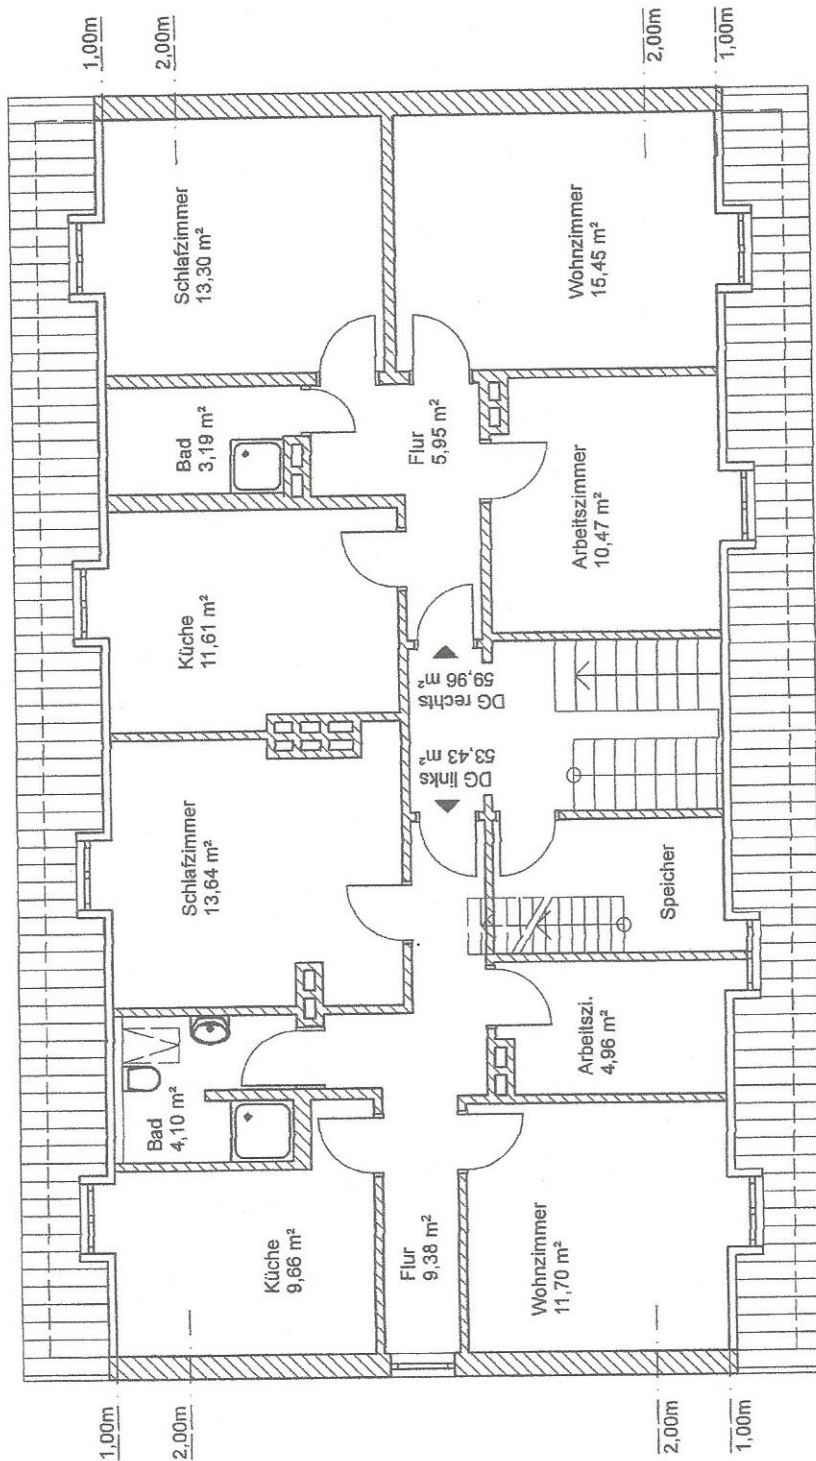 1,00m
2,00m
2,00m
1,00m
Schlafzimmer
13,30 m²
Wohnzimmer
15,45 m²
Bad
3,19 m²
Flur
5,95 m²
Arbeitszimmer
10,47 m²
Küche
11,61 m²
DG rechts
59,96 m²
DG links
53,43 m²
Schlafzimmer
13,64 m²
Speicher
Arbeitszi.
4,96 m²
Bad
4,10 m²
Küche
9,66 m²
Flur
9,38 m²
Wohnzimmer
11,70 m²
1,00m
2,00m
2,00m
1,00m